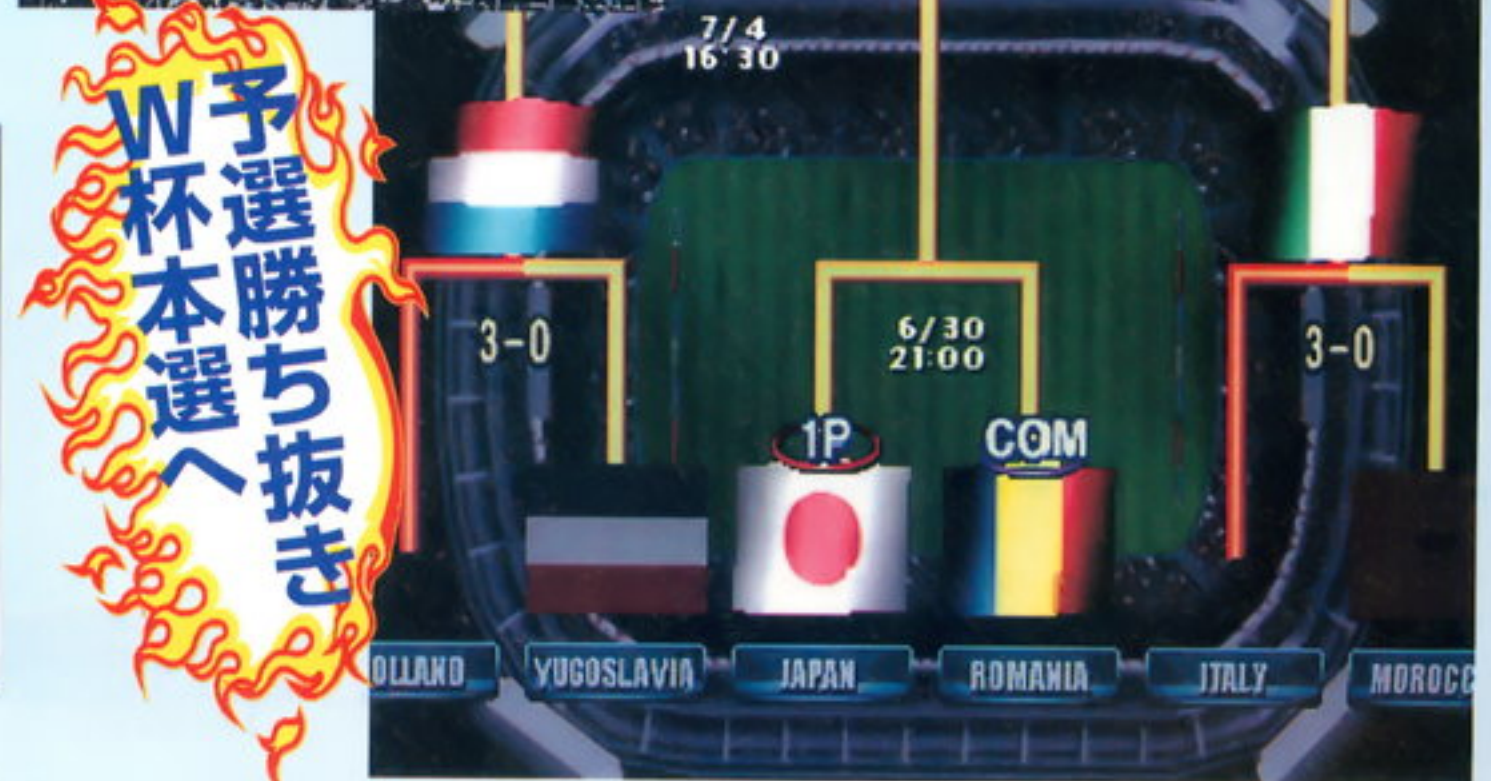 予選勝ち抜き
W杯本選へ
7/4
16:30
3-0
6/30
21:00
3-0
1P
COM
OLLAND
YUGOSLAVIA
JAPAN
ROMANIA
ITALY
MOROCC